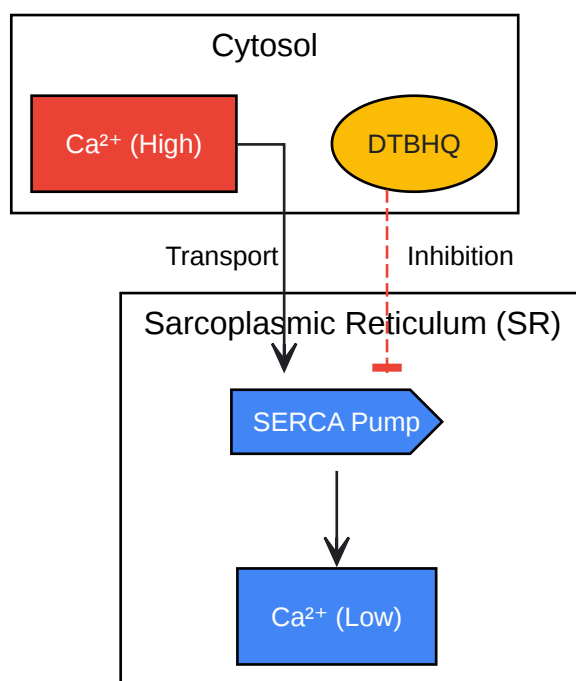 Cytosol
Ca²⁺ (High)
DTBHQ
Transport
Inhibition
Sarcoplasmic Reticulum (SR)
SERCA Pump
Ca²⁺ (Low)